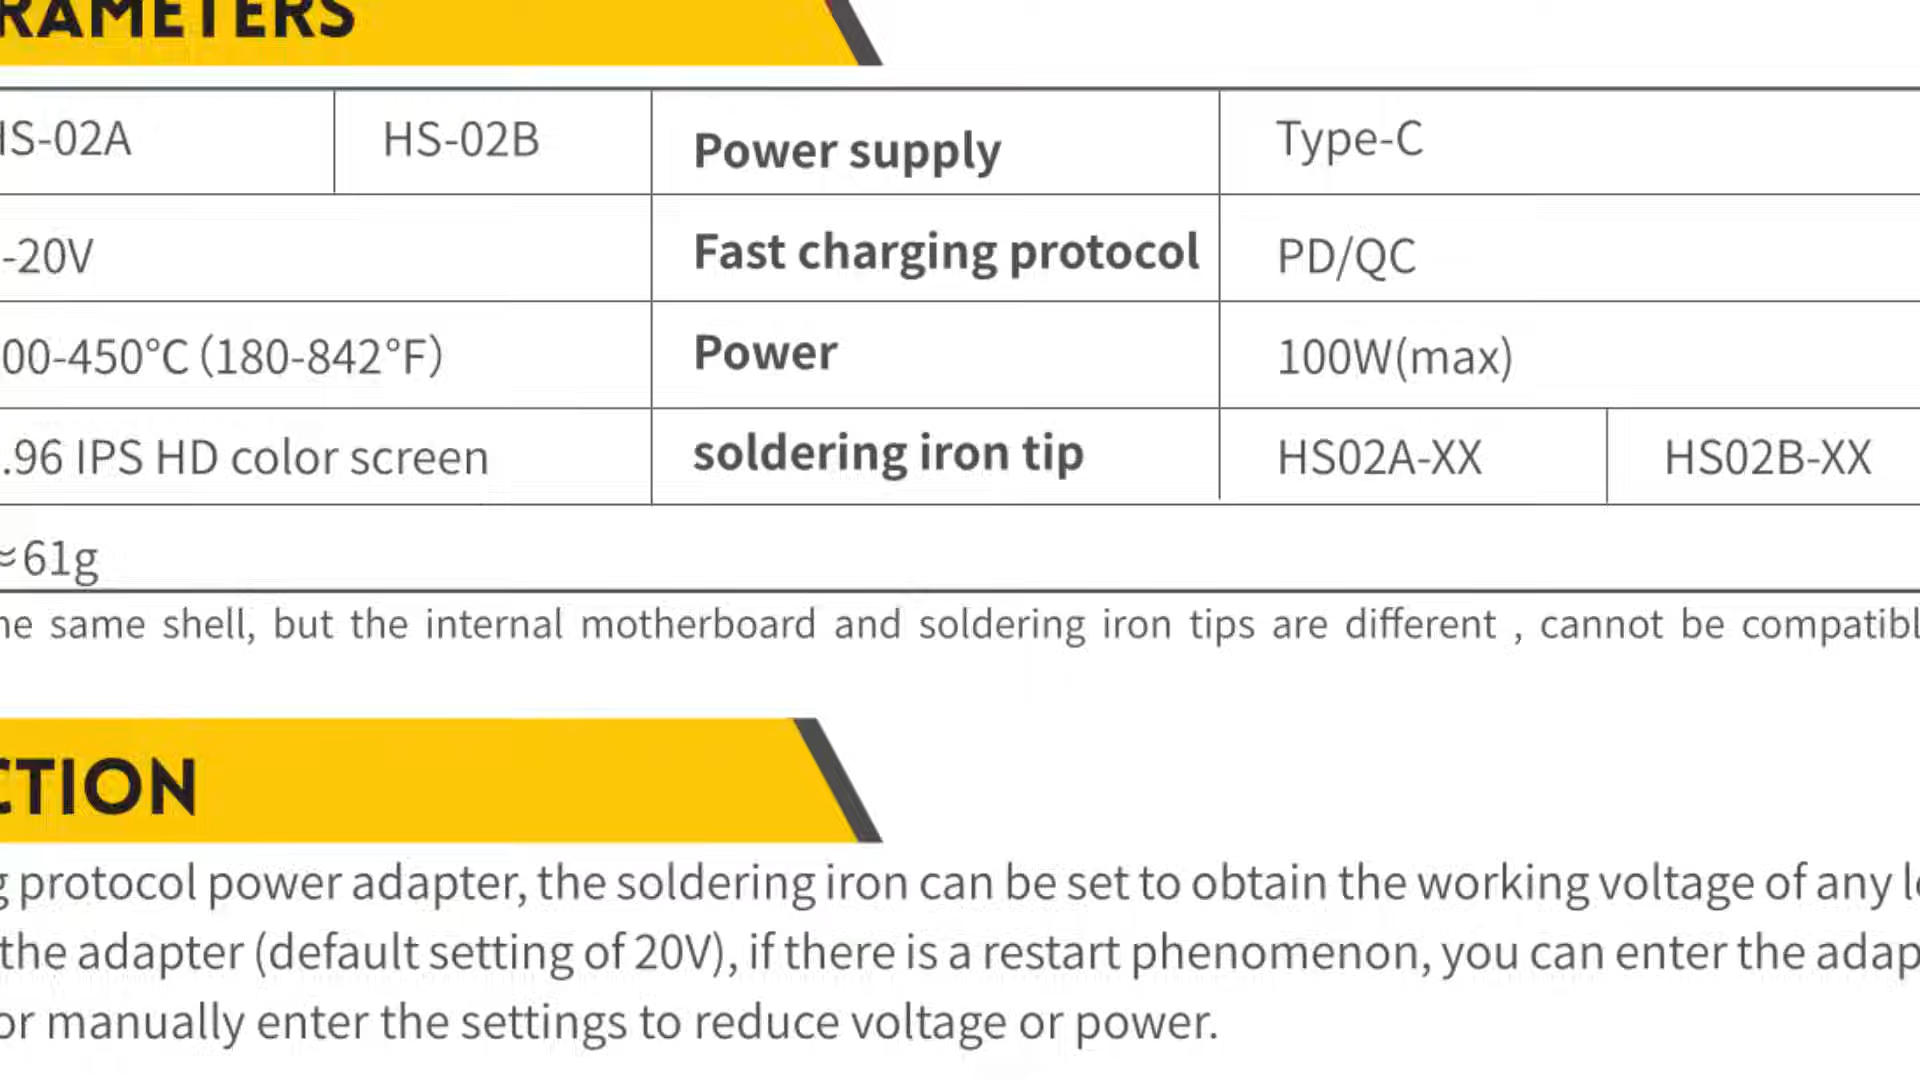 RAMETERS
HS-02A HS-02B Power supply Type-C
-20V Fast charging protocol PD/QC
00-450°C (180-842°F) Power 100W(max)
.96 IPS HD color screen soldering iron tip HS02A-XX HS02B-XX
≈61g
same shell, but the internal motherboard and soldering iron tips are different , cannot be compatibl
CTION
g protocol power adapter, the soldering iron can be set to obtain the working voltage of any
the adapter (default setting of 20V), if there is a restart phenomenon, you can enter the adap
or manually enter the settings to reduce voltage or power.